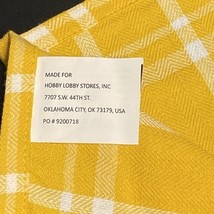 MADE FOR
HOBBY LOBBY STORES, INC
7707 S.W. 44TH ST.
OKLAHOMA CITY, OK 73179, USA
PO # 9200718